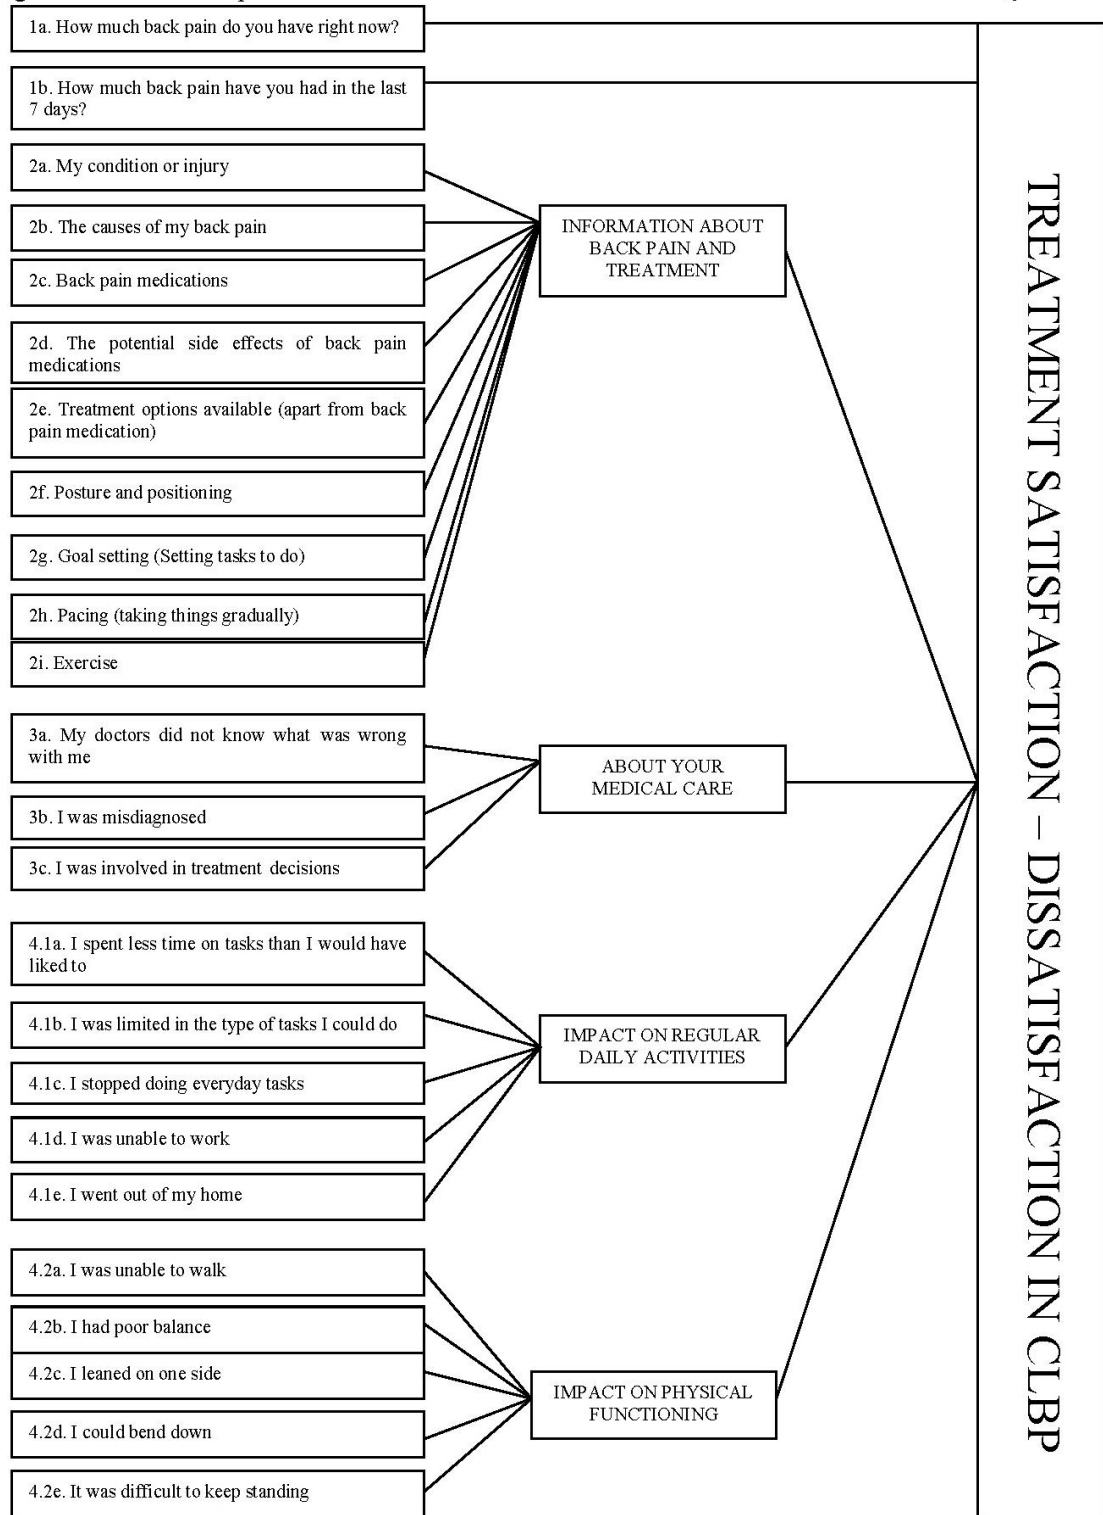 1a. How much back pain do you have right now?
1b. How much back pain have you had in the last
7 days?
2a. My condition or injury
2b. The causes of my back pain
2c. Back pain medications
2d. The potential side effects of back pain
medications
2e. Treatment options available (apart from back
pain medication)
2f. Posture and positioning
2g. Goal setting (Setting tasks to do)
2h. Pacing (taking things gradually)
2i. Exercise
INFORMATION ABOUT
BACK PAIN AND
TREATMENT
3a. My doctors did not know what was wrong
with me
3b. I was misdiagnosed
3c. I was involved in treatment decisions
ABOUT YOUR
MEDICAL CARE
4.1a. I spent less time on tasks than I would have
liked to
4.1b. I was limited in the type of tasks I could do
4.1c. I stopped doing everyday tasks
4.1d. I was unable to work
4.1e. I went out of my home
IMPACT ON REGULAR
DAILY ACTIVITIES
4.2a. I was unable to walk
4.2b. I had poor balance
4.2c. I leaned on one side
4.2d. I could bend down
4.2e. It was difficult to keep standing
IMPACT ON PHYSICAL
FUNCTIONING
TREATMENT SATISFACTION – DISSATISFACTION IN CLBP